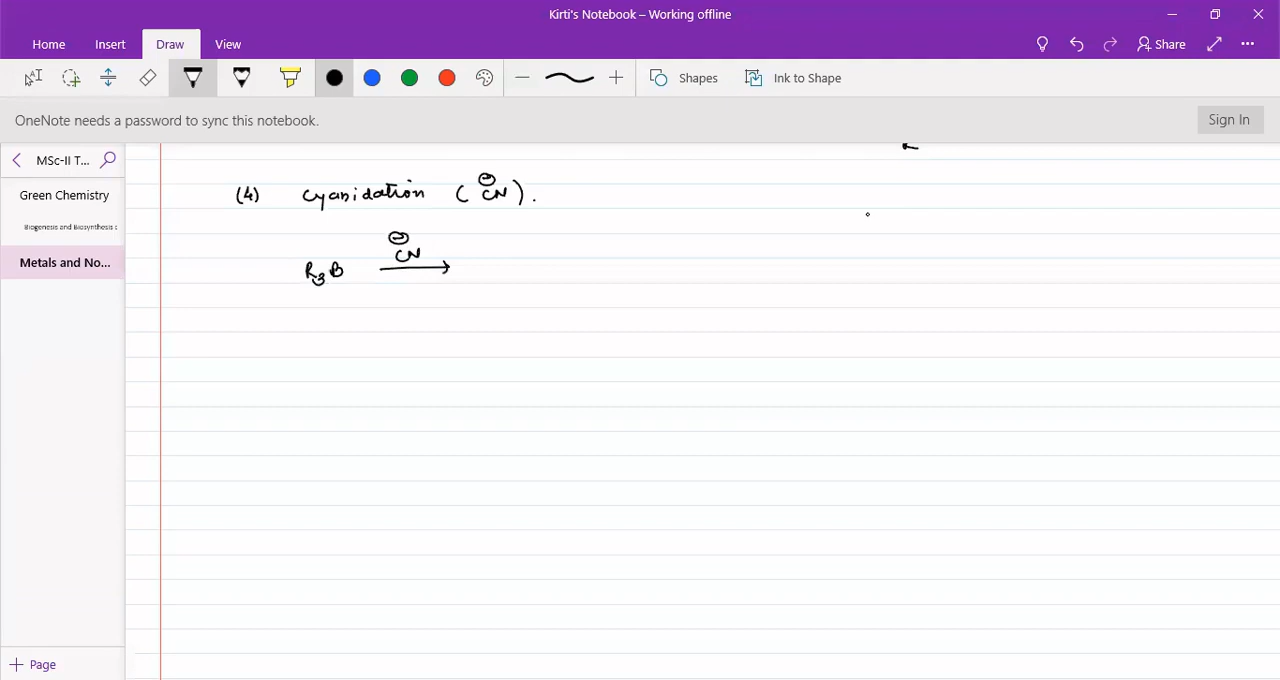 Kirti's Notebook – Working offline
Home Insert Draw View
Share
Shapes Ink to Shape
OneNote needs a password to sync this notebook.
Sign In
MSc-II T...
Green Chemistry
Biogenesis and Biosynthesis
Metals and No...
(4) Cyanidation (⊖CN).
⊖
CN
R₃B ⟶
+ Page